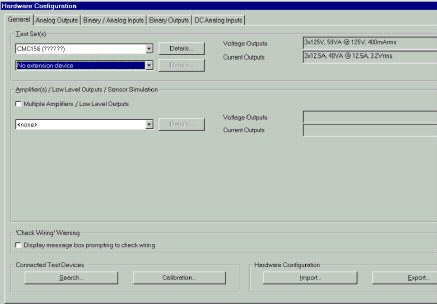 Hardware Configuration
General Analog Outputs Binary / Analog Inputs Binary Outputs DC Analog Inputs
Test Set(s)
CMC156 (??????) Details... Voltage Outputs 3x125V, 50VA @ 125V, 400mArms
Current Outputs 3x12.5A, 40VA @ 12.5A, 3.2Vrms
No extension device Details...
Amplifier(s) / Low Level Outputs / Sensor Simulation
Multiple Amplifiers / Low Level Outputs
<none> Details... Voltage Outputs
Current Outputs
'Check Wiring' Warning
Display message box prompting to check wiring
Connected Test Devices Hardware Configuration
Search... Calibration... Import... Export...